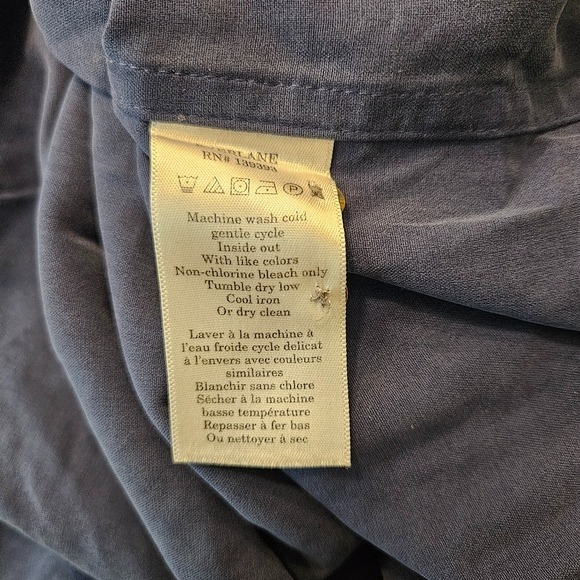 RN# 139393
Machine wash cold
gentle cycle
Inside out
With like colors
Non-chlorine bleach only
Tumble dry low
Cool iron
Or dry clean
Laver à la machine à
l'eau froide cycle delicat
à l'envers avec couleurs
similaires
Blanchir sans chlore
Sécher à la machine
basse température
Repasser à fer bas
Ou nettoyer à sec